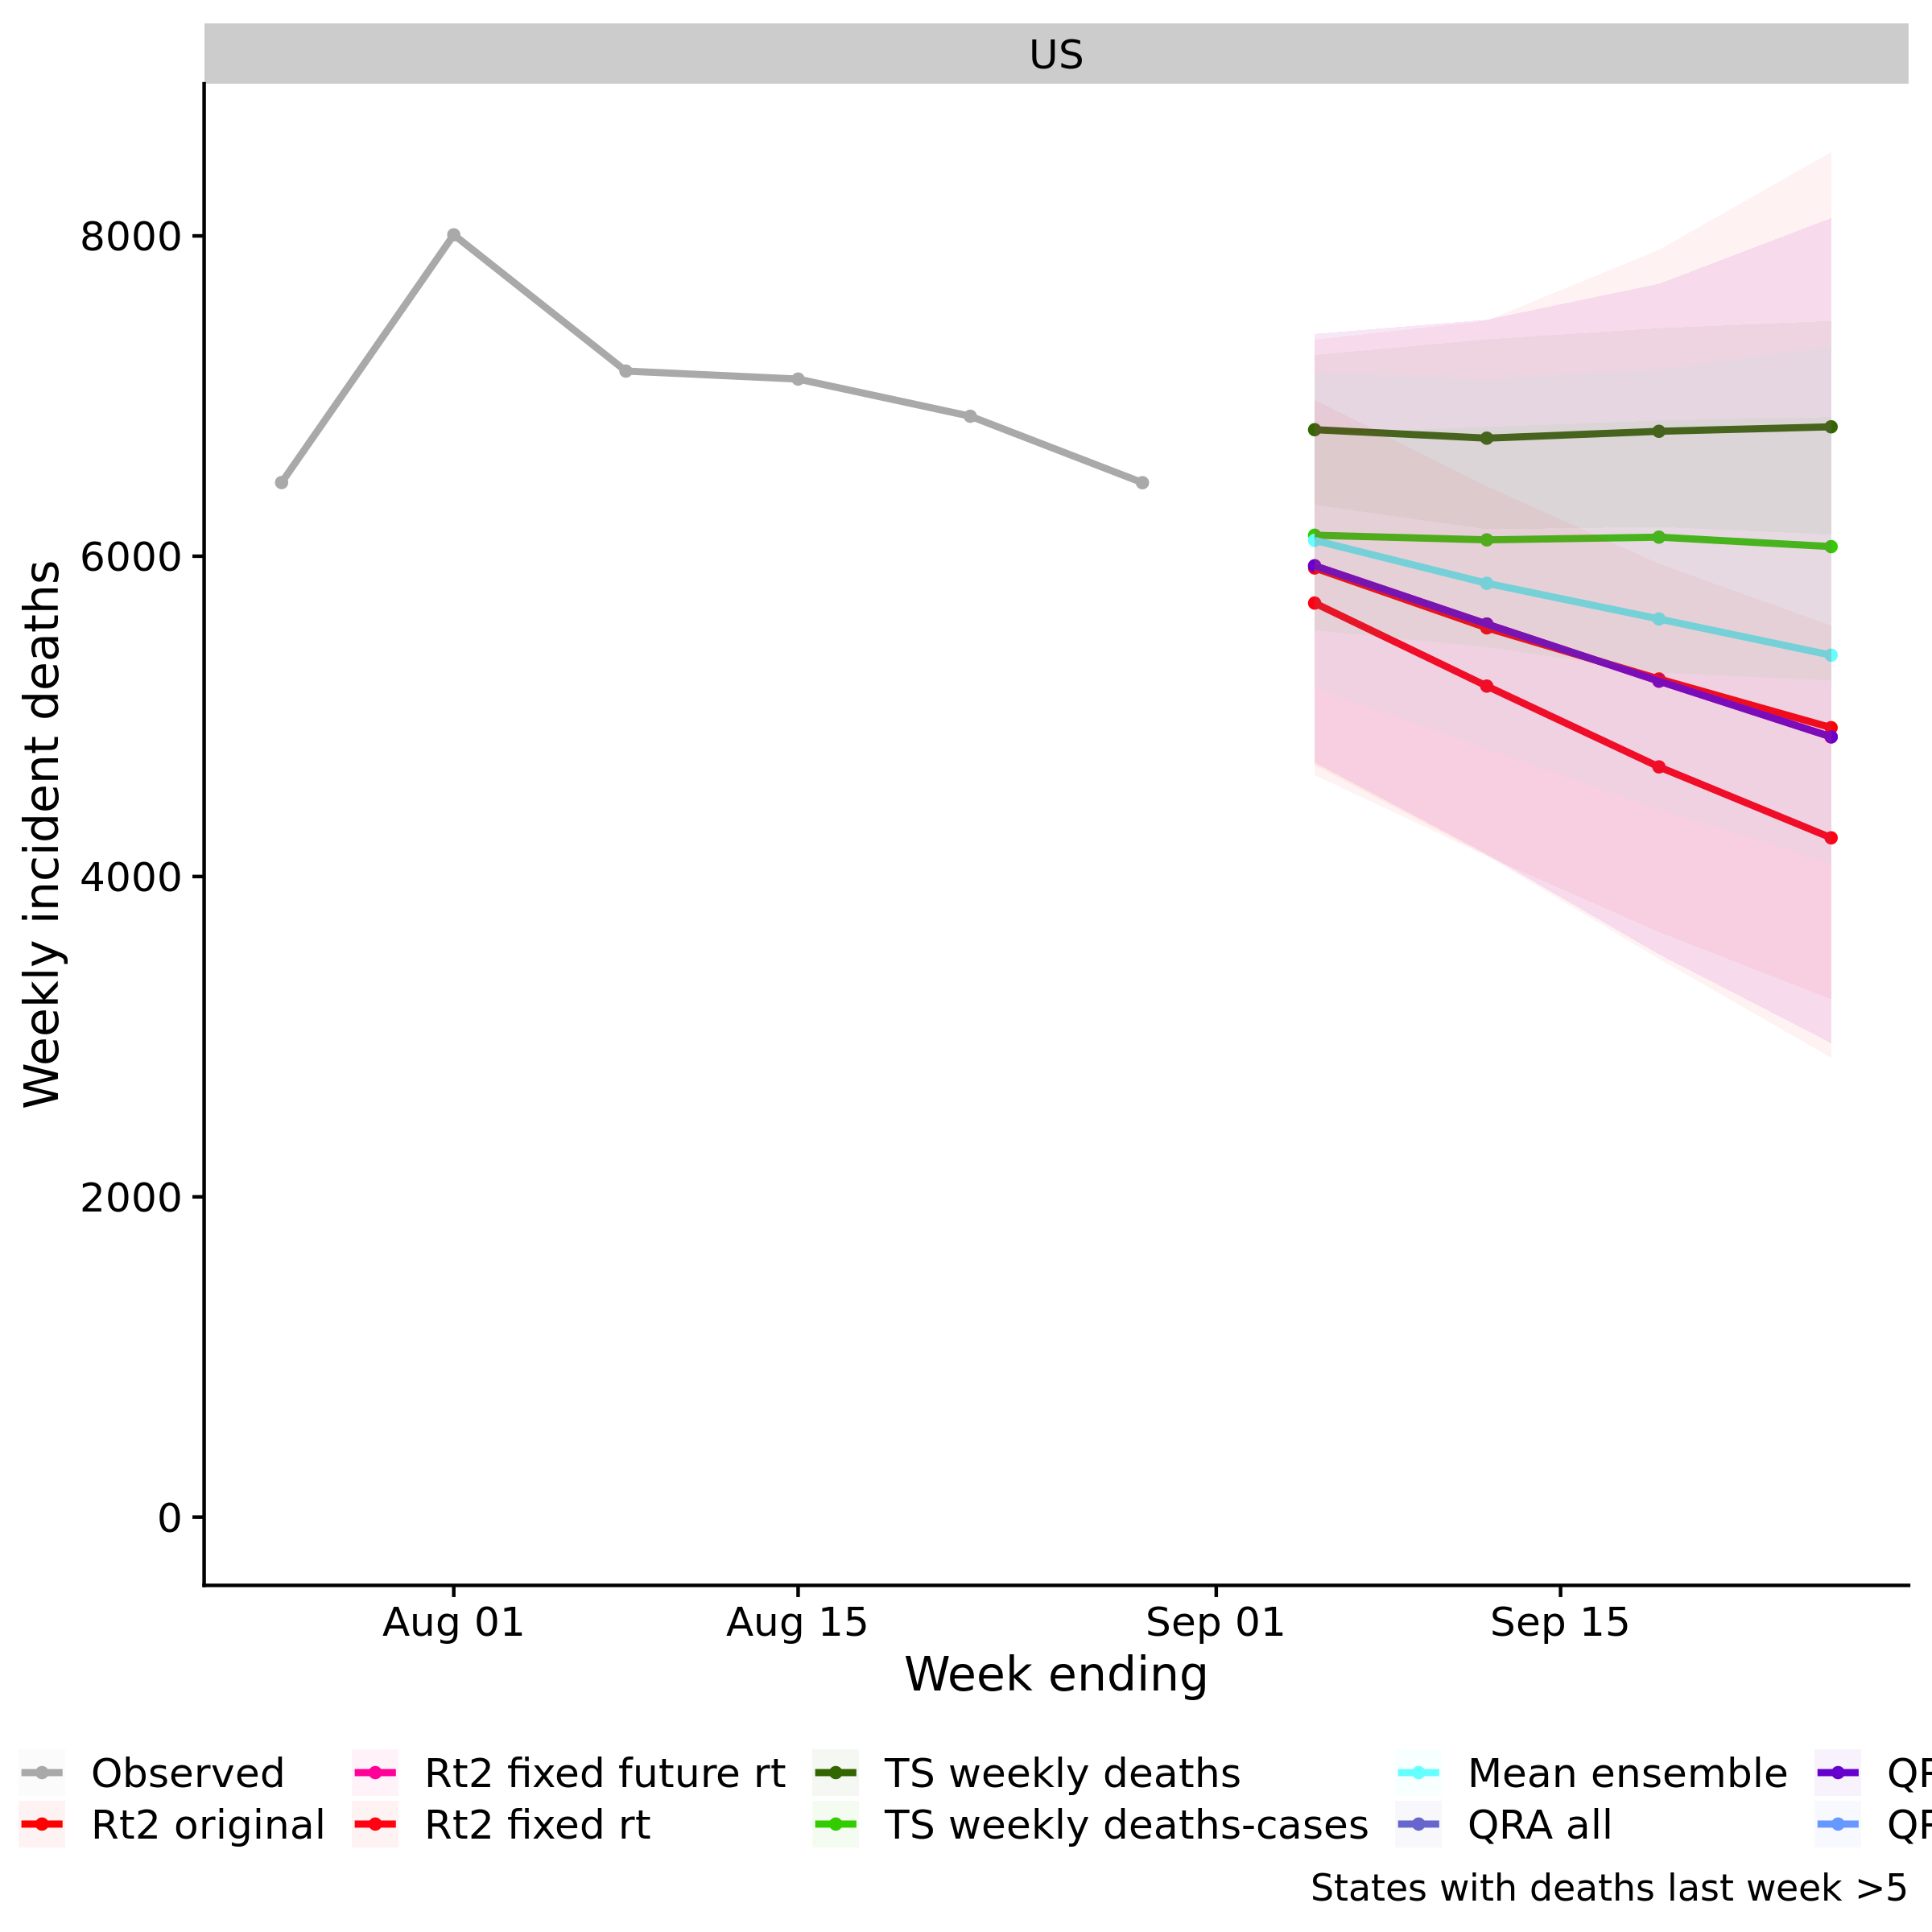 US
8000
6000
4000
2000
0
Weekly incident deaths
Aug 01
Aug 15
Sep 01
Sep 15
Week ending
Observed
Rt2 fixed future rt
TS weekly deaths
Mean ensemble
Rt2 original
Rt2 fixed rt
TS weekly deaths-cases
QRA all
States with deaths last week >5